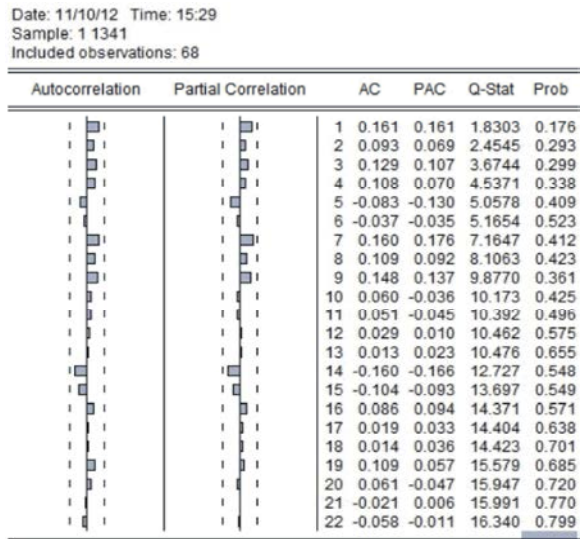 Date: 11/10/12 Time: 15:29
Sample: 1 1341
Included observations: 68
Autocorrelation Partial Correlation AC PAC Q-Stat Prob
1 0.161 0.161 1.8303 0.176
2 0.093 0.069 2.4545 0.293
3 0.129 0.107 3.6744 0.299
4 0.108 0.070 4.5371 0.338
5 -0.083 -0.130 5.0578 0.409
6 -0.037 -0.035 5.1654 0.523
7 0.160 0.176 7.1647 0.412
8 0.109 0.092 8.1063 0.423
9 0.148 0.137 9.8770 0.361
10 0.060 -0.036 10.173 0.425
11 0.051 -0.045 10.392 0.496
12 0.029 0.010 10.462 0.575
13 0.013 0.023 10.476 0.655
14 -0.160 -0.166 12.727 0.548
15 -0.104 -0.093 13.697 0.549
16 0.086 0.094 14.371 0.571
17 0.019 0.033 14.404 0.638
18 0.014 0.036 14.423 0.701
19 0.109 0.057 15.579 0.685
20 0.061 -0.047 15.947 0.720
21 -0.021 0.006 15.991 0.770
22 -0.058 -0.011 16.340 0.799